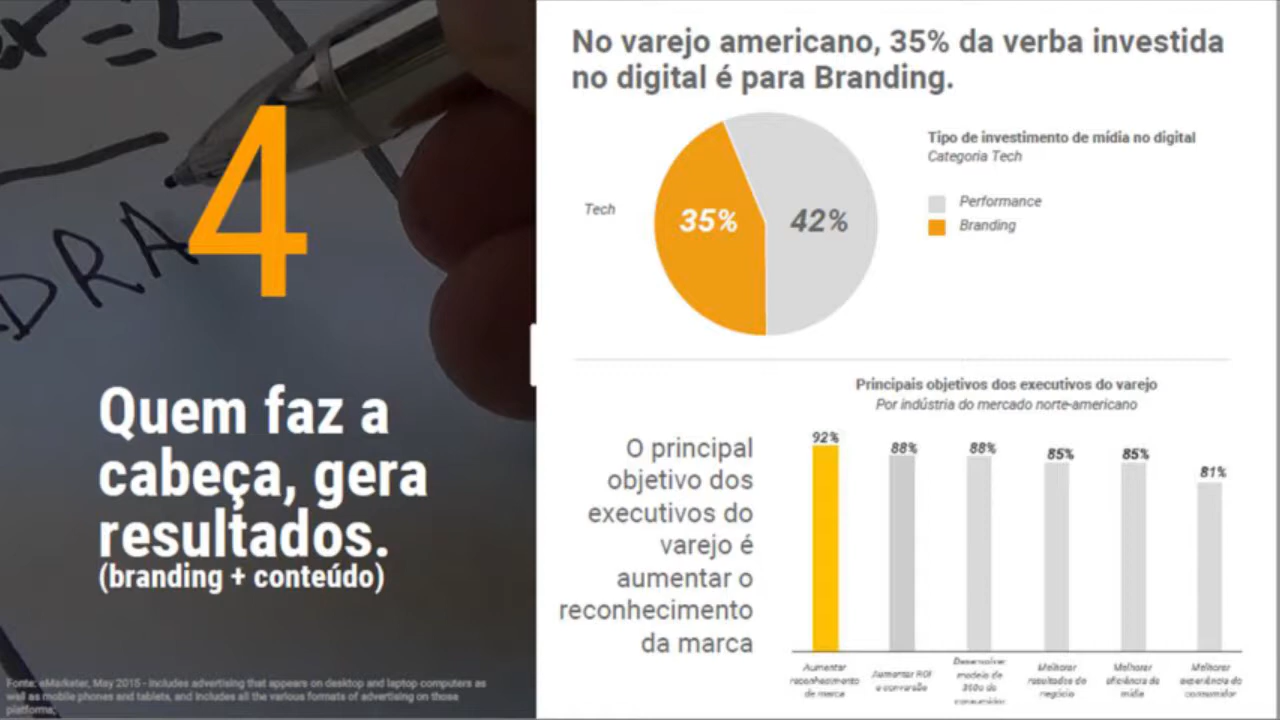 =2
DRA
4
Quem faz a
cabeça, gera
resultados.
(branding + conteúdo)
Fonte: eMarketer, May 2015 - includes advertising that appears on desktop and laptop computers as
well as mobile phones and tablets, and includes all the various formats of advertising on those
platforms;
No varejo americano, 35% da verba investida
no digital é para Branding.
Tipo de investimento de mídia no digital
Categoria Tech
Performance
Branding
Tech
35%
42%
Principais objetivos dos executivos do varejo
Por indústria do mercado norte-americano
O principal
objetivo dos
executivos do
varejo é
aumentar o
reconhecimento
da marca
92%
88%
88%
85%
85%
81%
Aumentar
reconhecimento
de marca
Aumentar ROI
e conversão
Desenvolver
modelo de
360o do
consumidor
Melhorar
resultados do
negócio
Melhorar
eficiência da
mídia
Melhorar
experiência do
consumidor